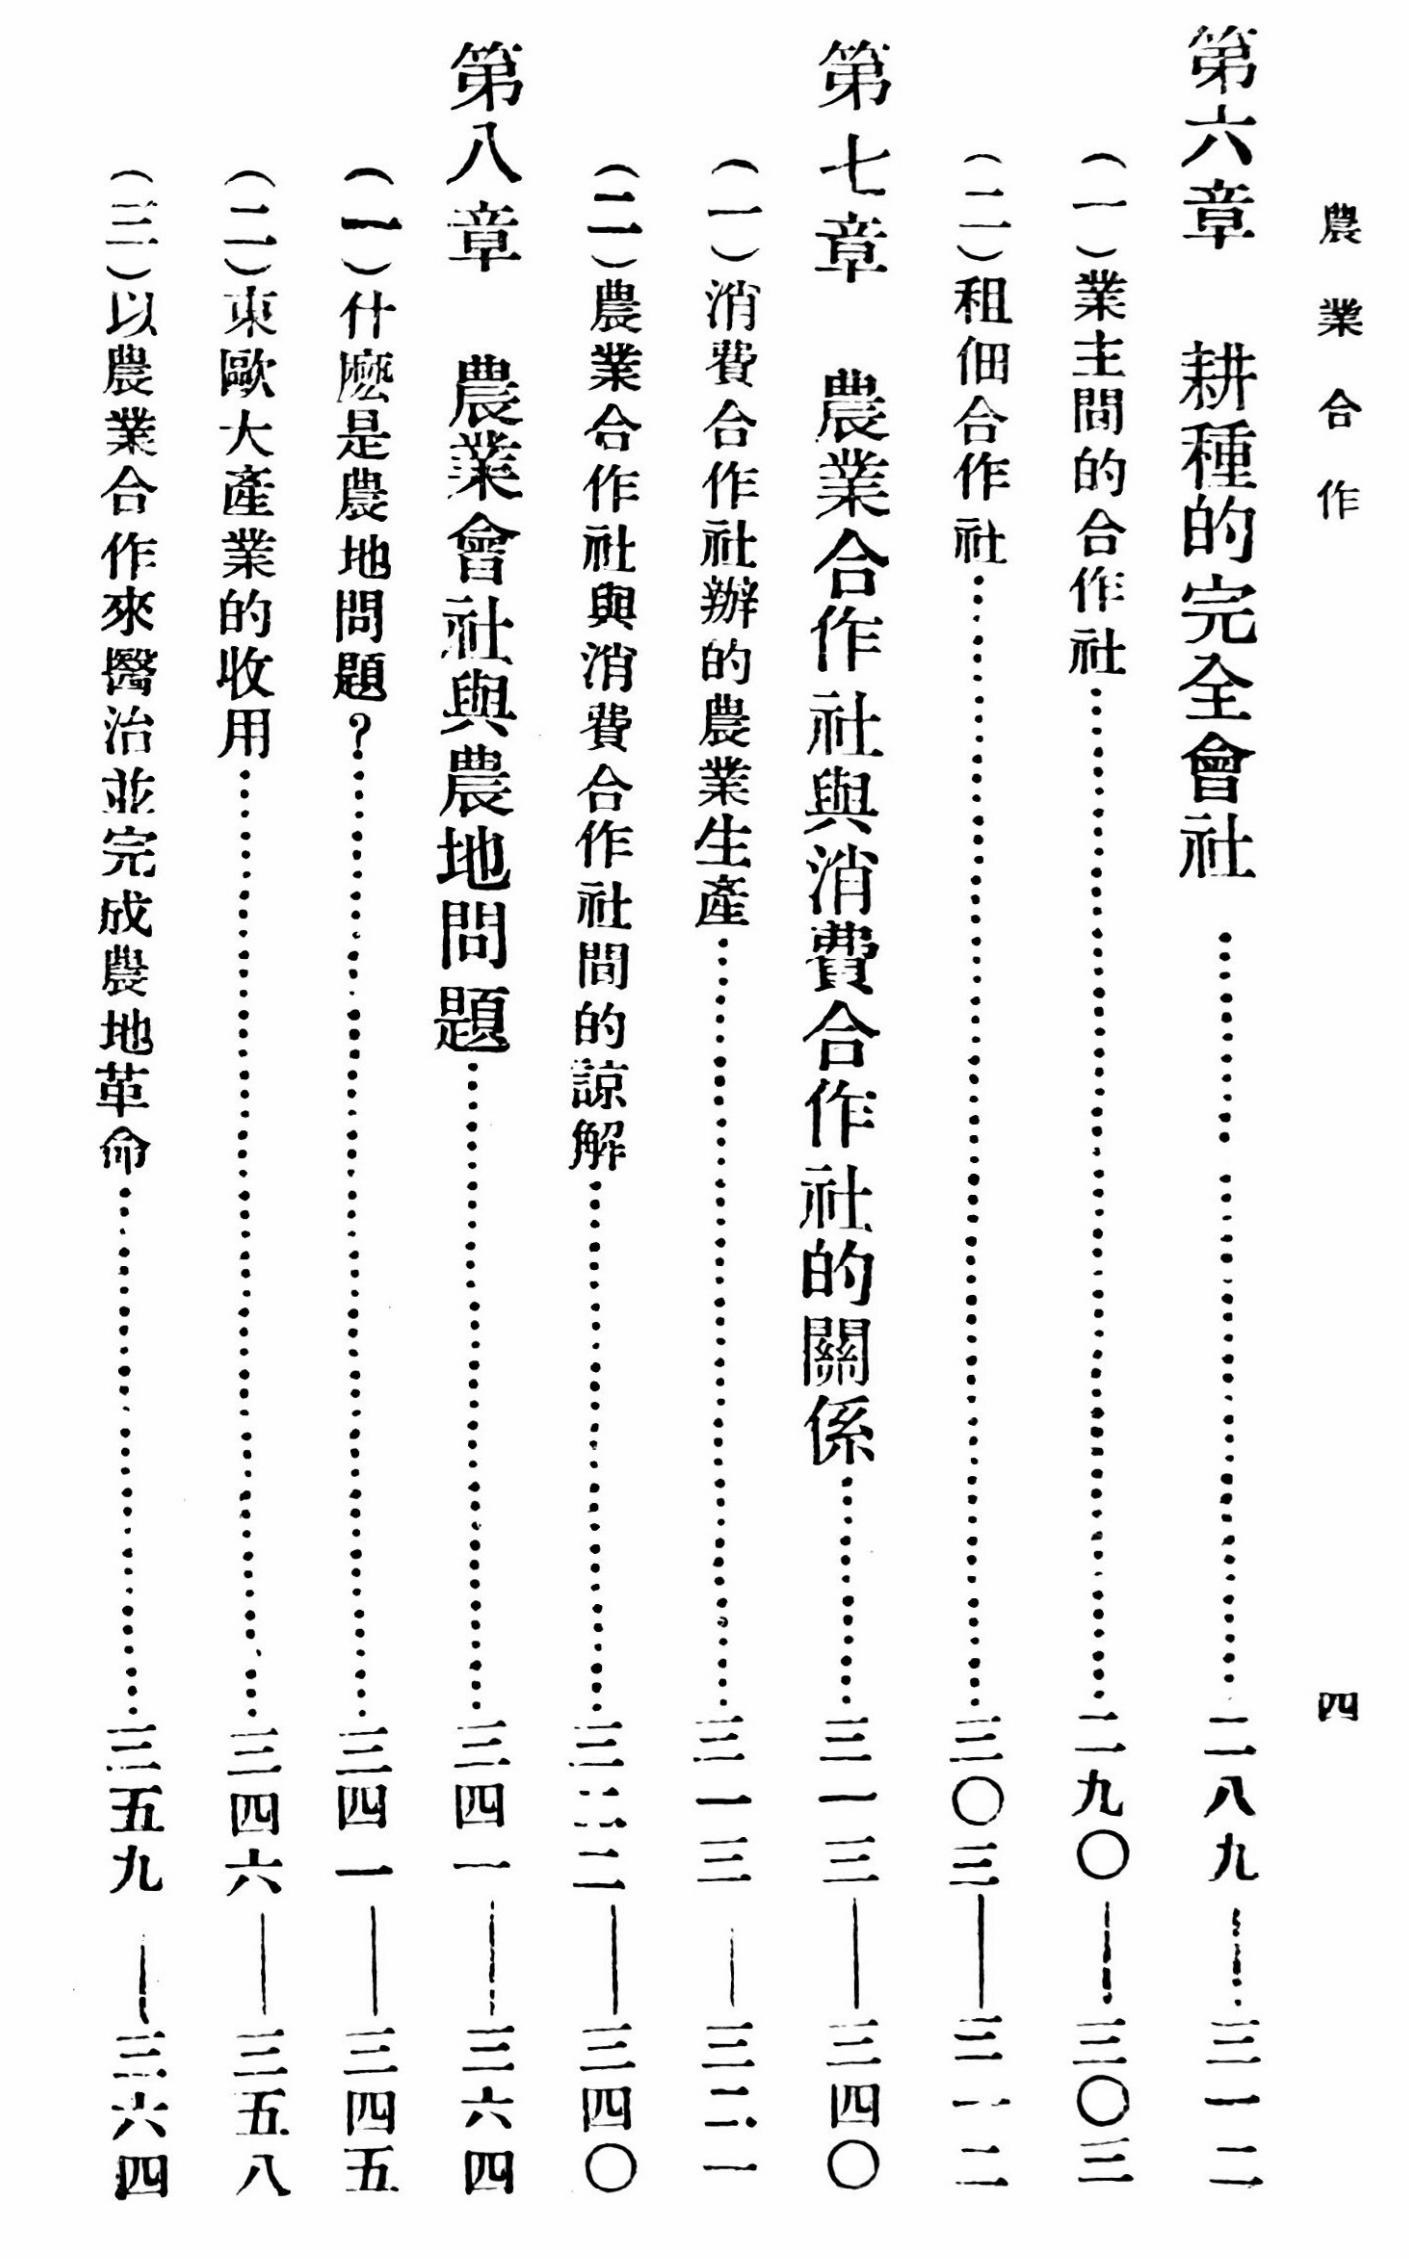 農業合作 四
第六章 耕種的完全會社……二八九——三一二
（一）業主間的合作社……二九〇——三〇三
（二）租佃合作社……三〇三——三一二
第七章 農業合作社與消費合作社的關係……三一三——三四〇
（一）消費合作社辦的農業生產……三一三——三二一
（二）農業合作社與消費合作社間的諒解……三二二——三四〇
第八章 農業會社與農地問題……三四一——三六四
（一）什麼是農地問題？……三四一——三四五
（二）東歐大產業的收用……三四六——三五八
（三）以農業合作來醫治並完成農地革命……三五九——三六四